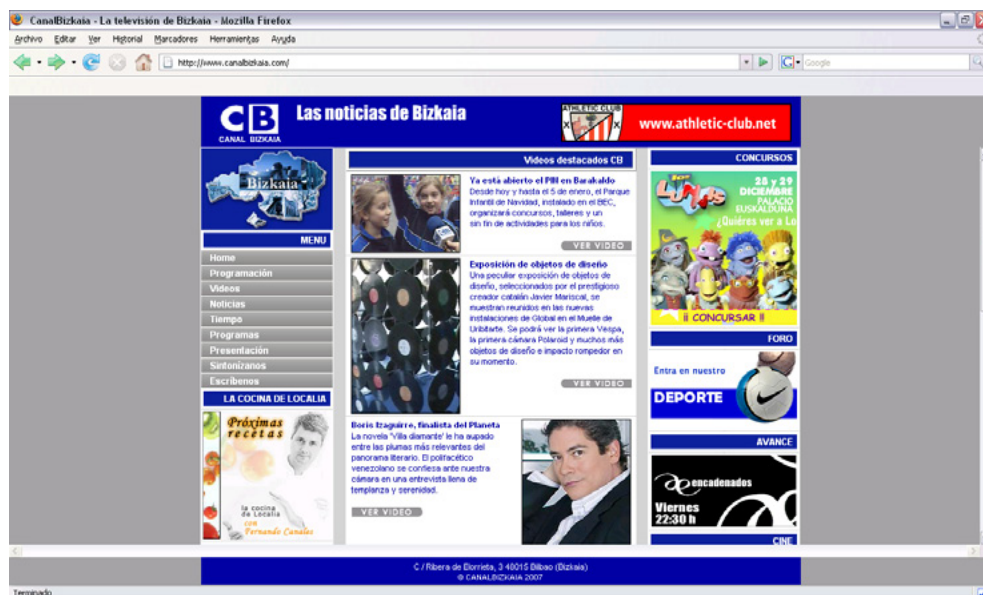 CanalBizkaia - La televisión de Bizkaia - Mozilla Firefox
Archivo Editar Ver Historial Marcadores Herramientas Ayuda
http://www.canalbizkaia.com/
Google
CB
CANAL BIZKAIA
Las noticias de Bizkaia
ATHLETIC CLUB
www.athletic-club.net
Bizkaia
MENU
Home
Programación
Videos
Noticias
Tiempo
Programas
Presentación
Sintonízanos
Escríbenos
LA COCINA DE LOCALIA
Próximas
recetas
la cocina
de Localia
con
Fernando Canales
Videos destacados CB
Ya está abierto el PIN en Barakaldo
Desde hoy y hasta el 5 de enero, el Parque
Infantil de Navidad, instalado en el BEC,
organizará concursos, talleres y un
sin fin de actividades para los niños.
VER VIDEO
Exposición de objetos de diseño
Una peculiar exposición de objetos de
diseño, seleccionados por el prestigioso
creador catalán Javier Mariscal, se
muestran reunidos en las nuevas
instalaciones de Global en el Muelle de
Uribitarte. Se podrá ver la primera Vespa,
la primera cámara Polaroid y muchos más
objetos de diseño e impacto rompedor en
su momento.
VER VIDEO
Boris Izaguirre, finalista del Planeta
La novela 'Villa diamante' le ha aupado
entre las plumas más relevantes del
panorama literario. El polifacético
venezolano se confiesa ante nuestra
cámara en una entrevista llena de
templanza y serenidad.
VER VIDEO
CONCURSOS
Los
LUNNIS
28 y 29
DICIEMBRE
PALACIO
EUSKALDUNA
¿Quiéres ver a Lo
¡¡ CONCURSAR !!
FORO
Entra en nuestro
DEPORTE
AVANCE
encadenados
Viernes
22:30 h
CINE
C / Ribera de Elorrieta, 3 48015 Bilbao (Bizkaia)
© CANALBIZKAIA 2007
Terminado